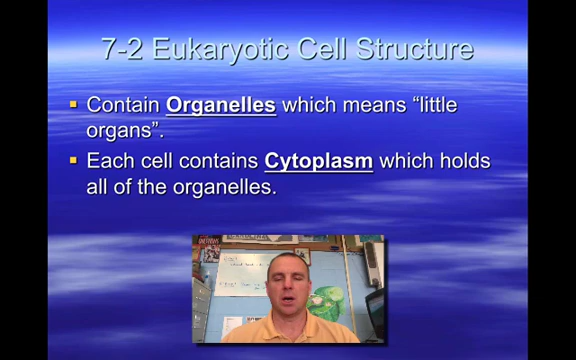 7-2 Eukaryotic Cell Structure
Contain Organelles which means “little
organs”.
Each cell contains Cytoplasm which holds
all of the organelles.